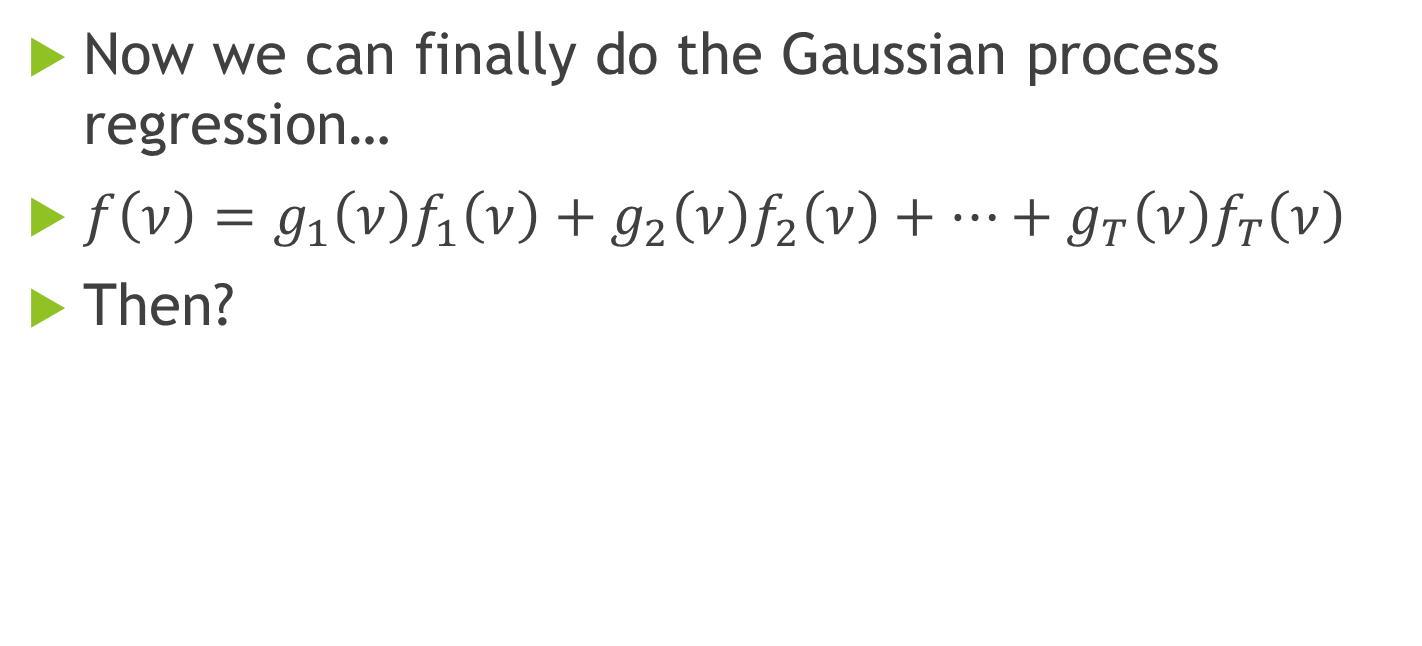 Now we can finally do the Gaussian process
regression…
𝑓(𝜈) = 𝑔₁(𝜈)𝑓₁(𝜈) + 𝑔₂(𝜈)𝑓₂(𝜈) + ⋯ + 𝑔_𝑇(𝜈)𝑓_𝑇(𝜈)
Then?